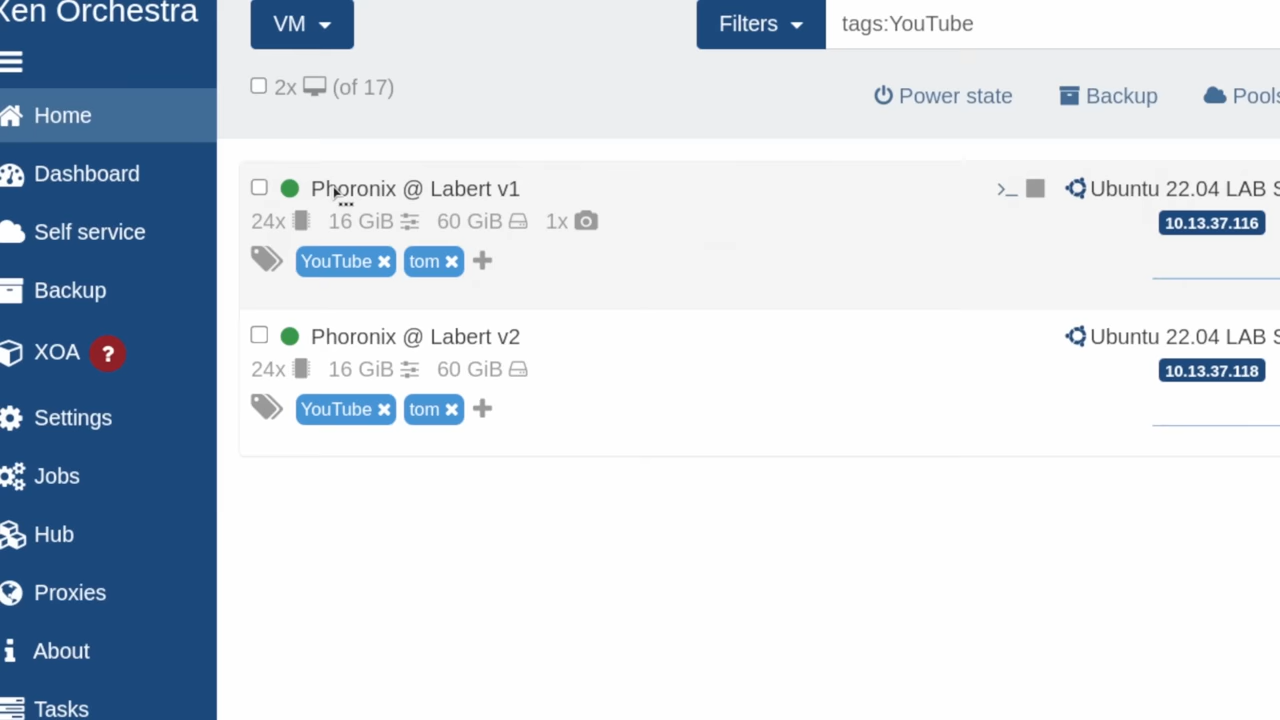 Xen Orchestra
VM
Filters
tags:YouTube
2x (of 17)
Power state
Backup
Pools
Home
Dashboard
Self service
Backup
XOA ?
Settings
Jobs
Hub
Proxies
About
Tasks
Phoronix @ Labert v1
>_
Ubuntu 22.04 LAB S
24x 16 GiB 60 GiB 1x
10.13.37.116
YouTube tom
Phoronix @ Labert v2
Ubuntu 22.04 LAB S
24x 16 GiB 60 GiB
10.13.37.118
YouTube tom